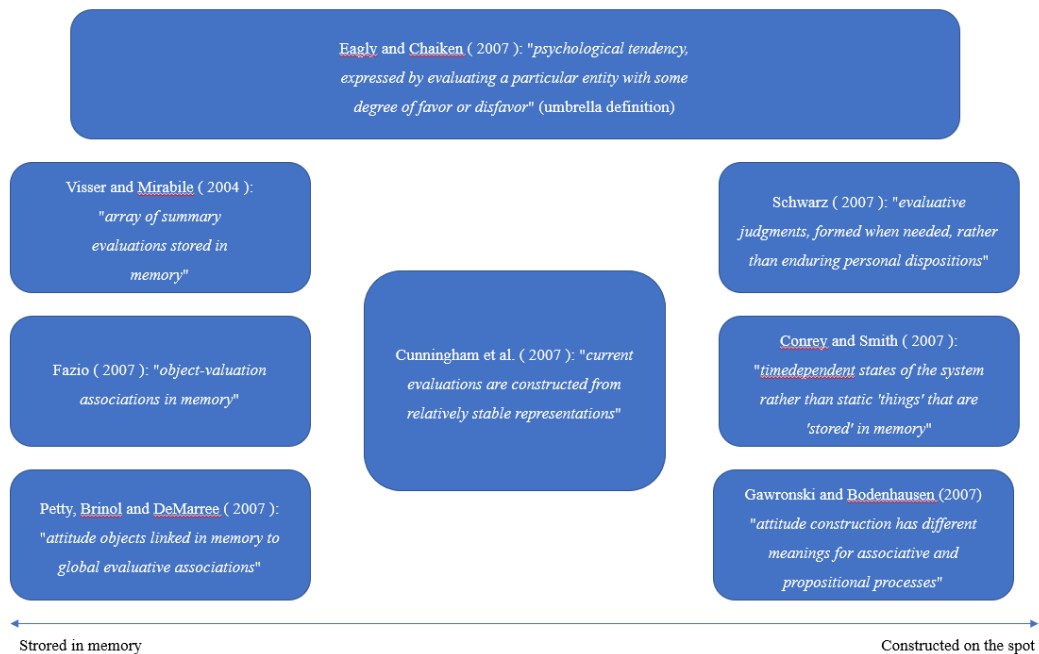 Eagly and Chaiken ( 2007 ): "psychological tendency,
expressed by evaluating a particular entity with some
degree of favor or disfavor" (umbrella definition)
Visser and Mirabile ( 2004 ):
"array of summary
evaluations stored in
memory"
Fazio ( 2007 ): "object-valuation
associations in memory"
Petty, Brinol and DeMarree ( 2007 ):
"attitude objects linked in memory to
global evaluative associations"
Cunningham et al. ( 2007 ): "current
evaluations are constructed from
relatively stable representations"
Schwarz ( 2007 ): "evaluative
judgments, formed when needed, rather
than enduring personal dispositions"
Conrey and Smith ( 2007 ):
"timedependent states of the system
rather than static 'things' that are
'stored' in memory"
Gawronski and Bodenhausen (2007)
"attitude construction has different
meanings for associative and
propositional processes"
Strored in memory
Constructed on the spot